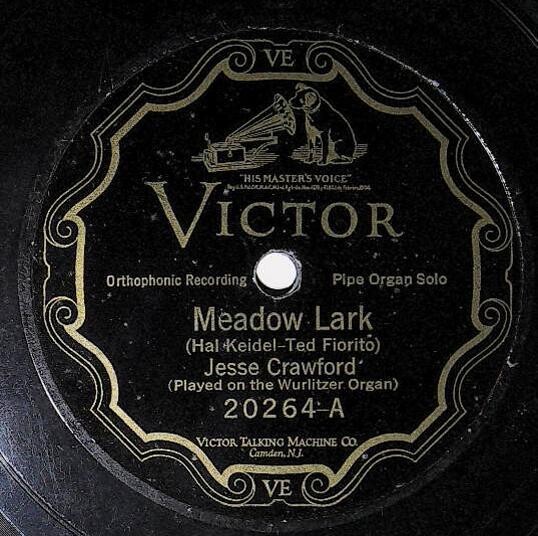 VE
"HIS MASTER'S VOICE"
VICTOR
Orthophonic Recording Pipe Organ Solo
Meadow Lark
(Hal Keidel-Ted Fiorito)
Jesse Crawford
(Played on the Wurlitzer Organ)
20264-A
VICTOR TALKING MACHINE CO.
Camden, N.J.
VE